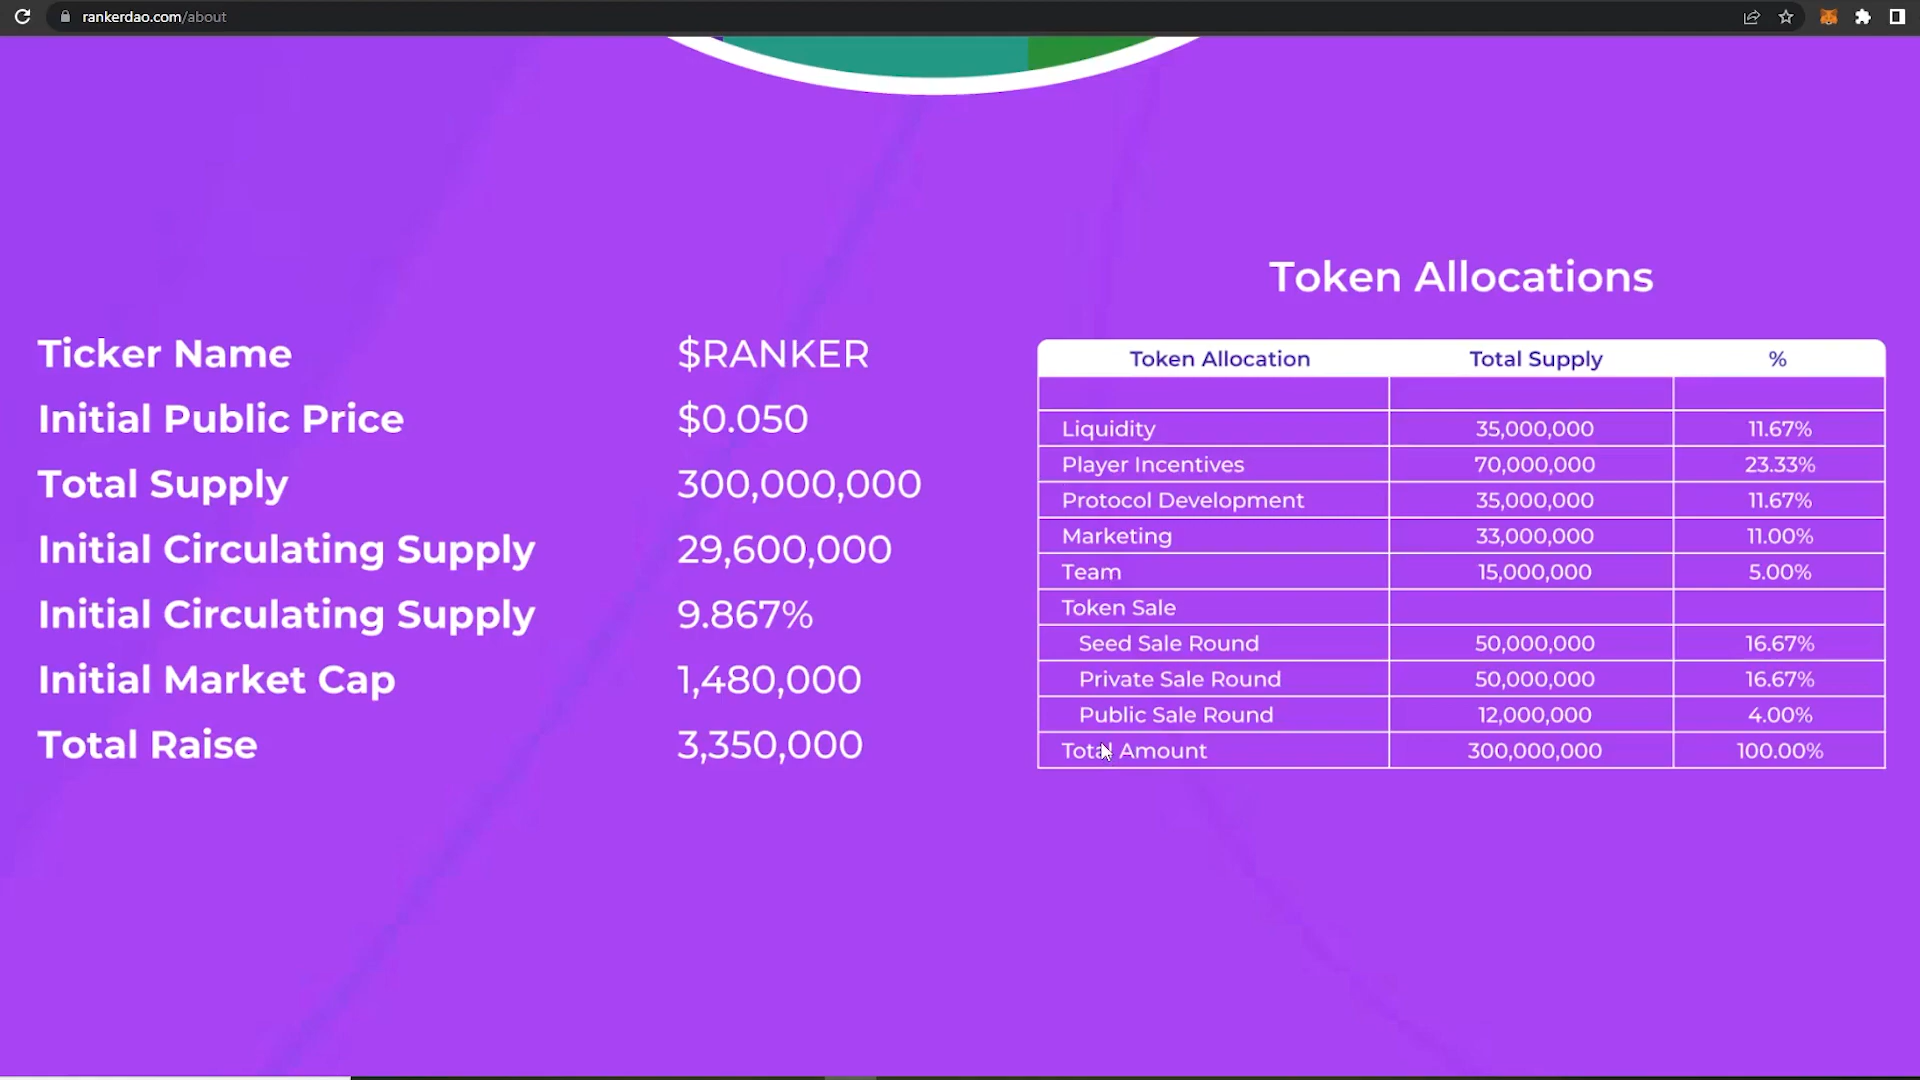 rankerdao.com/about
Ticker Name $RANKER
Initial Public Price $0.050
Total Supply 300,000,000
Initial Circulating Supply 29,600,000
Initial Circulating Supply 9.867%
Initial Market Cap 1,480,000
Total Raise 3,350,000
Token Allocations
Token Allocation Total Supply %
Liquidity 35,000,000 11.67%
Player Incentives 70,000,000 23.33%
Protocol Development 35,000,000 11.67%
Marketing 33,000,000 11.00%
Team 15,000,000 5.00%
Token Sale
Seed Sale Round 50,000,000 16.67%
Private Sale Round 50,000,000 16.67%
Public Sale Round 12,000,000 4.00%
Total Amount 300,000,000 100.00%